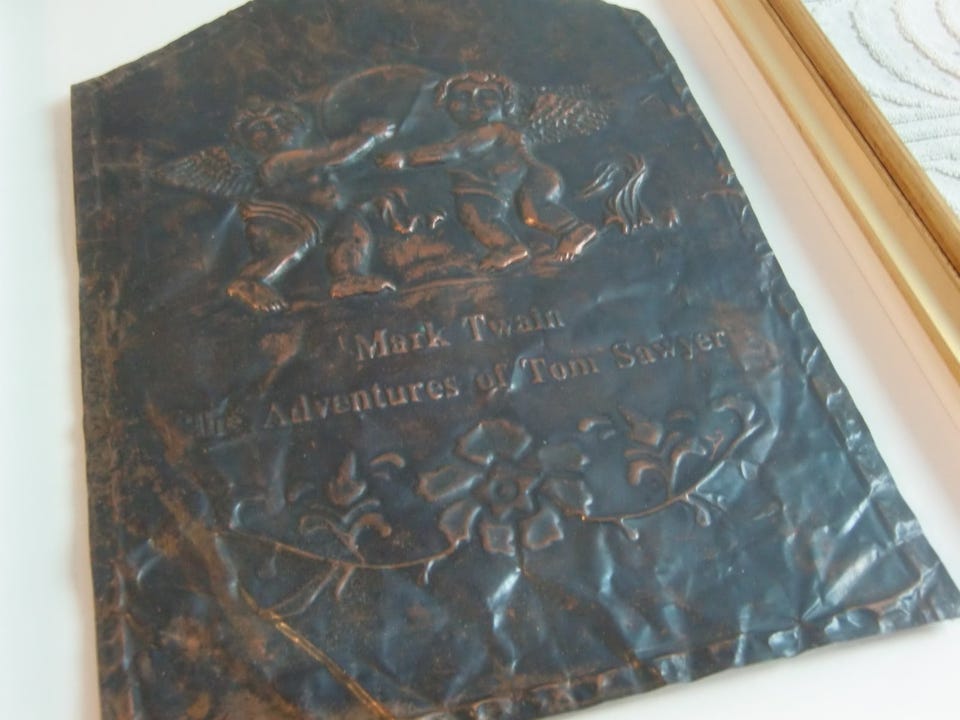 Mark Twain
The Adventures of Tom Sawyer